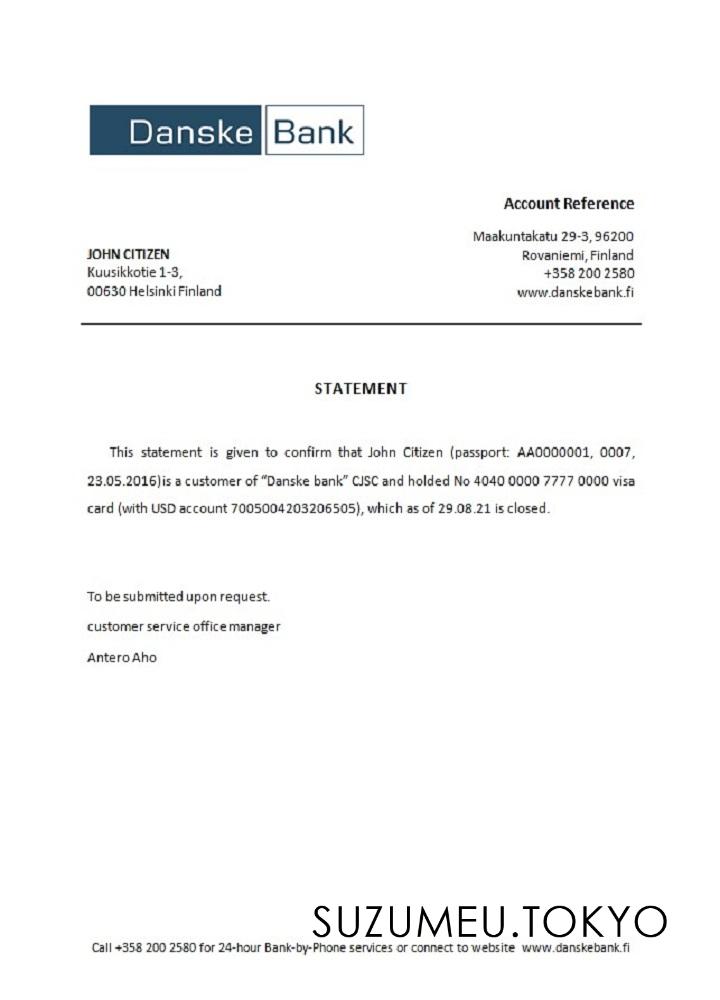 Danske Bank
Account Reference
Maakuntakatu 29-3, 96200
Rovaniemi, Finland
+358 200 2580
www.danskebank.fi
JOHN CITIZEN
Kuusikkotie 1-3,
00630 Helsinki Finland
STATEMENT
This statement is given to confirm that John Citizen (passport: AA0000001, 0007,
23.05.2016)is a customer of "Danske bank" CJSC and holded No 4040 0000 7777 0000 visa
card (with USD account 7005004203206505), which as of 29.08.21 is closed.
To be submitted upon request.
customer service office manager
Antero Aho
SUZUMEU.TOKYO
Call +358 200 2580 for 24-hour Bank-by-Phone services or connect to website www.danskebank.fi